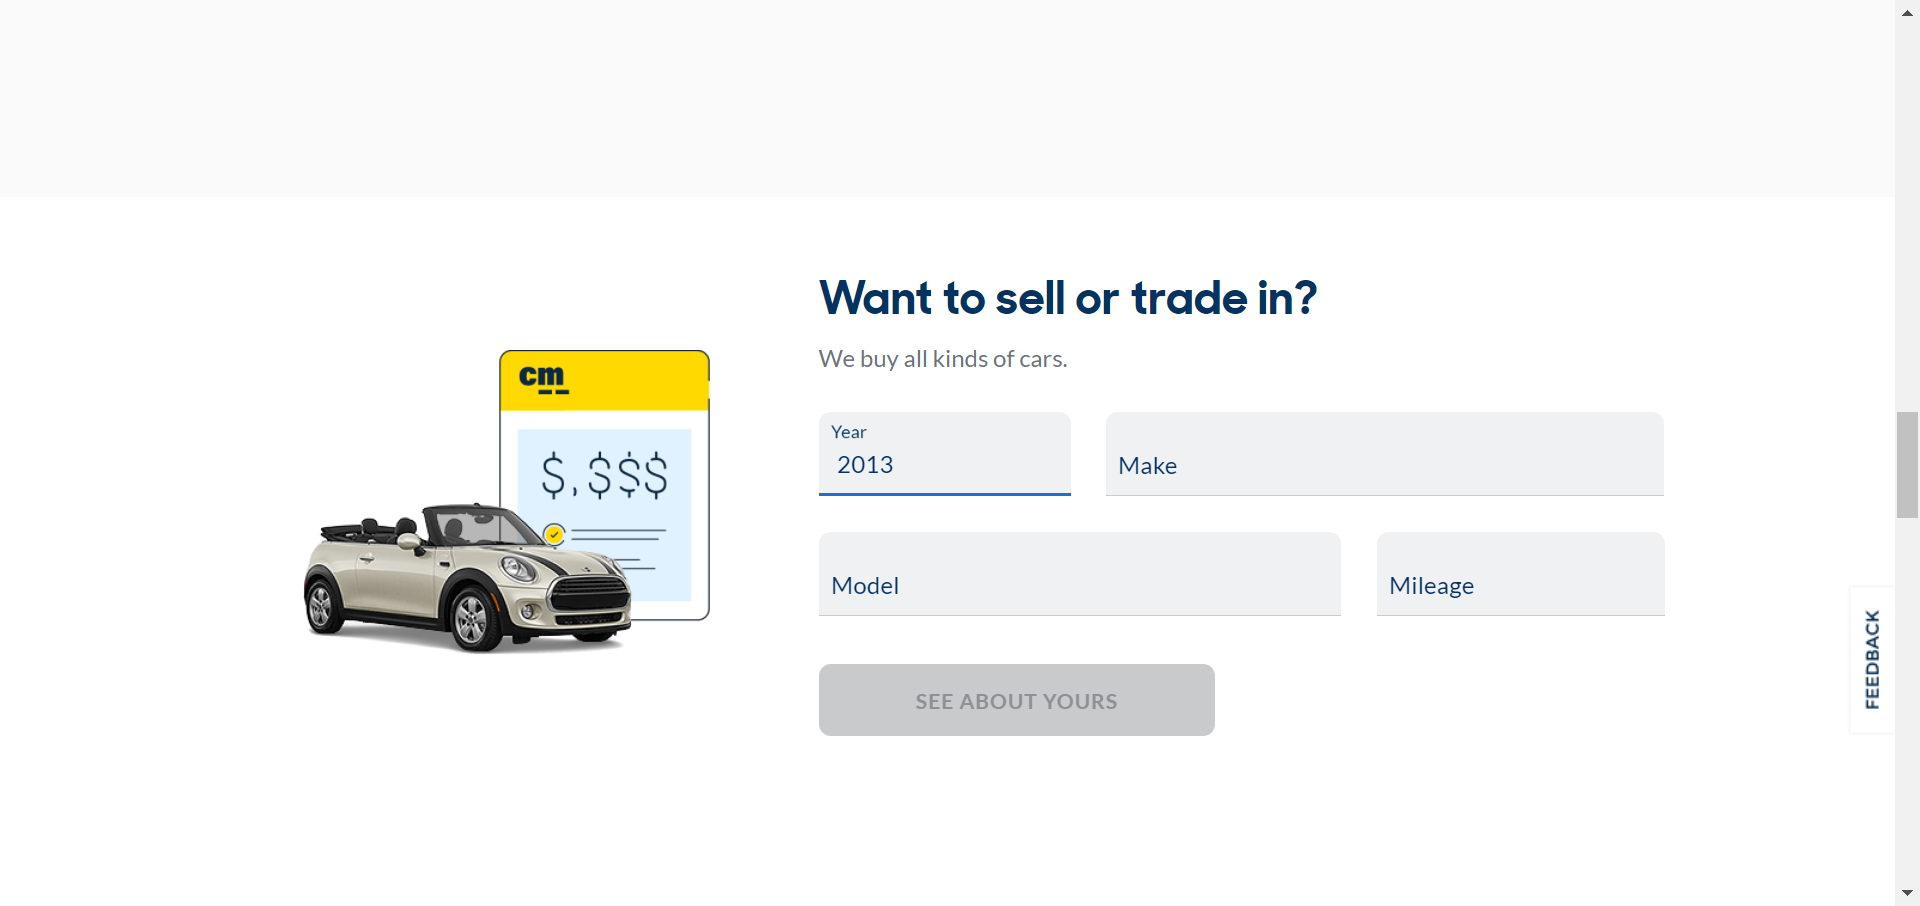 Want to sell or trade in?
We buy all kinds of cars.
cm
$,$$$
Year
2013
Make
Model
Mileage
SEE ABOUT YOURS
FEEDBACK